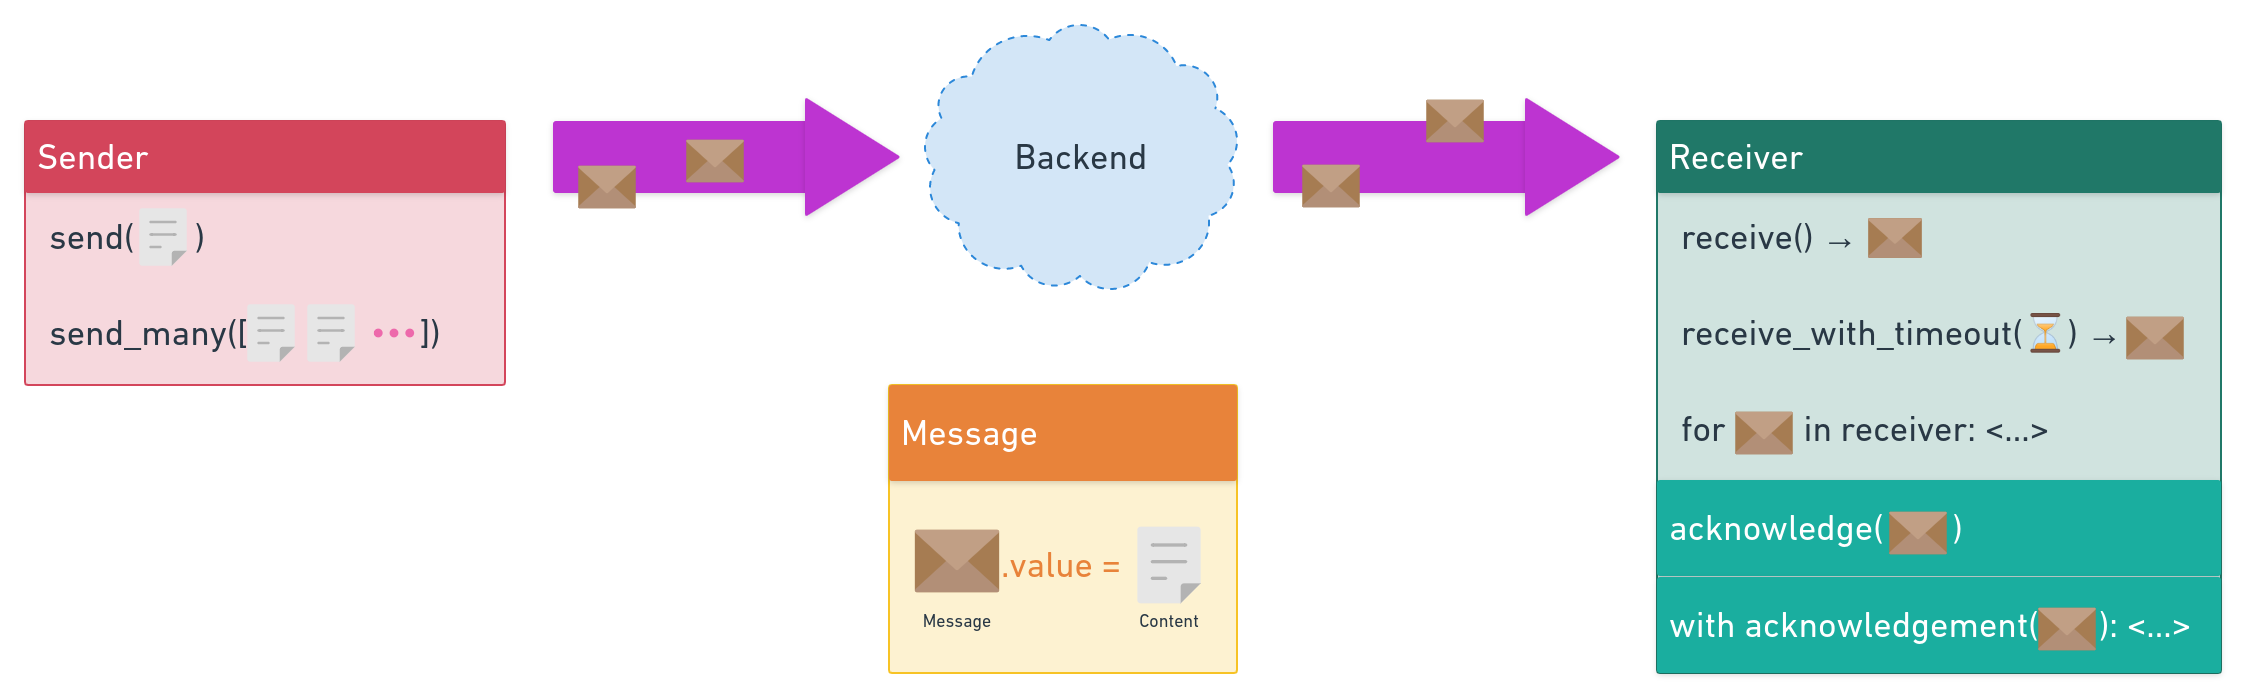 Sender
send( )
send_many([ ])
Backend
Message
.value =
Message Content
Receiver
receive() →
receive_with_timeout( ) →
for in receiver: <...>
acknowledge( )
with acknowledgement( ): <...>